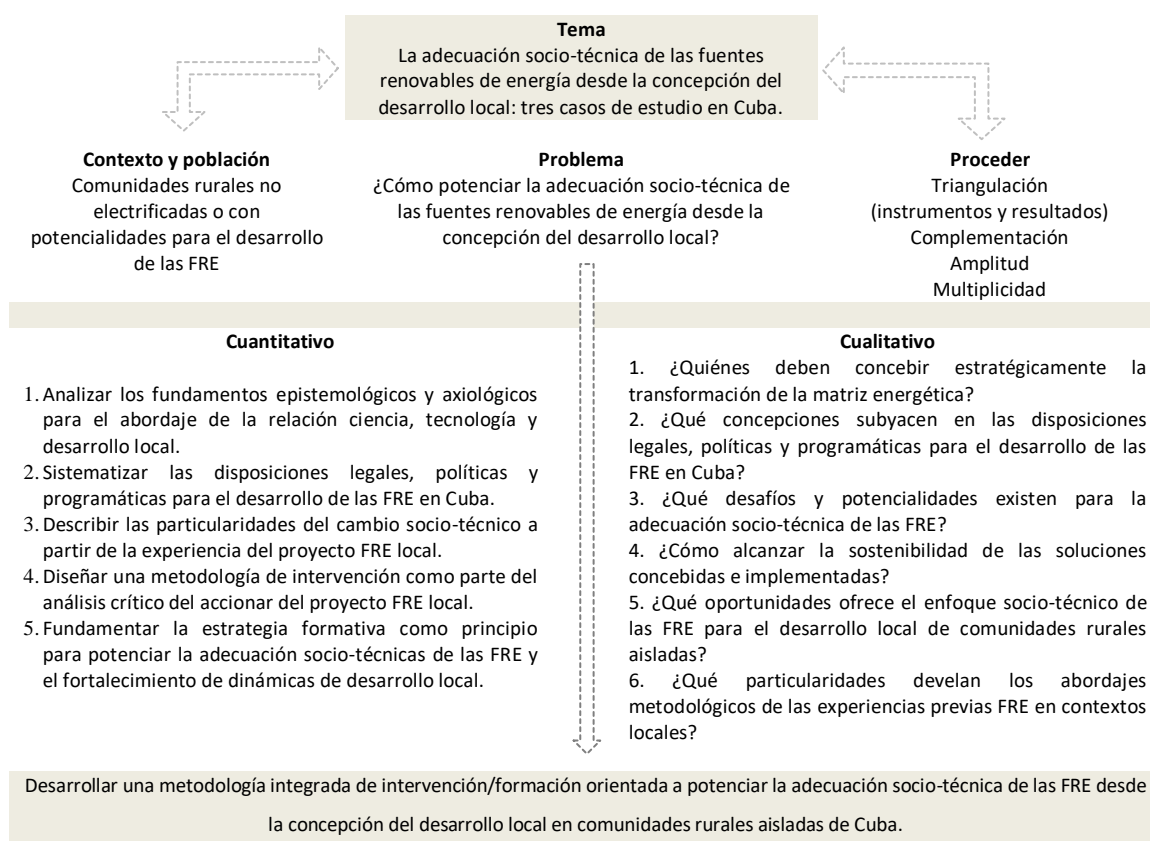 Tema
La adecuación socio-técnica de las fuentes
renovables de energía desde la concepción del
desarrollo local: tres casos de estudio en Cuba.
Contexto y población
Comunidades rurales no
electrificadas o con
potencialidades para el desarrollo
de las FRE
Problema
¿Cómo potenciar la adecuación socio-técnica de
las fuentes renovables de energía desde la
concepción del desarrollo local?
Proceder
Triangulación
(instrumentos y resultados)
Complementación
Amplitud
Multiplicidad
Cuantitativo
1. Analizar los fundamentos epistemológicos y axiológicos
para el abordaje de la relación ciencia, tecnología y
desarrollo local.
2. Sistematizar las disposiciones legales, políticas y
programáticas para el desarrollo de las FRE en Cuba.
3. Describir las particularidades del cambio socio-técnico a
partir de la experiencia del proyecto FRE local.
4. Diseñar una metodología de intervención como parte del
análisis crítico del accionar del proyecto FRE local.
5. Fundamentar la estrategia formativa como principio
para potenciar la adecuación socio-técnicas de las FRE y
el fortalecimiento de dinámicas de desarrollo local.
Cualitativo
1. ¿Quiénes deben concebir estratégicamente la
transformación de la matriz energética?
2. ¿Qué concepciones subyacen en las disposiciones
legales, políticas y programáticas para el desarrollo de las
FRE en Cuba?
3. ¿Qué desafíos y potencialidades existen para la
adecuación socio-técnica de las FRE?
4. ¿Cómo alcanzar la sostenibilidad de las soluciones
concebidas e implementadas?
5. ¿Qué oportunidades ofrece el enfoque socio-técnico de
las FRE para el desarrollo local de comunidades rurales
aisladas?
6. ¿Qué particularidades develan los abordajes
metodológicos de las experiencias previas FRE en contextos
locales?
Desarrollar una metodología integrada de intervención/formación orientada a potenciar la adecuación socio-técnica de las FRE desde
la concepción del desarrollo local en comunidades rurales aisladas de Cuba.